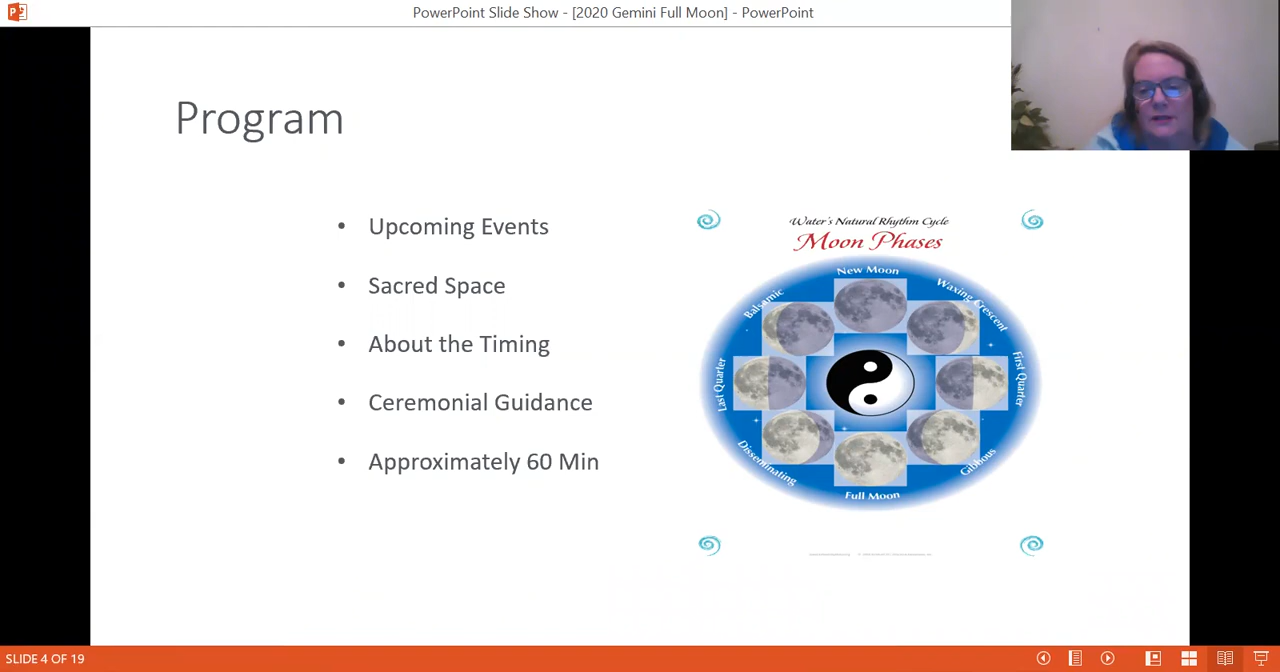 PowerPoint Slide Show - [2020 Gemini Full Moon] - PowerPoint
Program
• Upcoming Events
• Sacred Space
• About the Timing
• Ceremonial Guidance
• Approximately 60 Min
Water's Natural Rhythm Cycle
Moon Phases
New Moon
Waxing Crescent
First Quarter
Gibbous
Full Moon
Disseminating
Last Quarter
Balsamic
SLIDE 4 OF 19